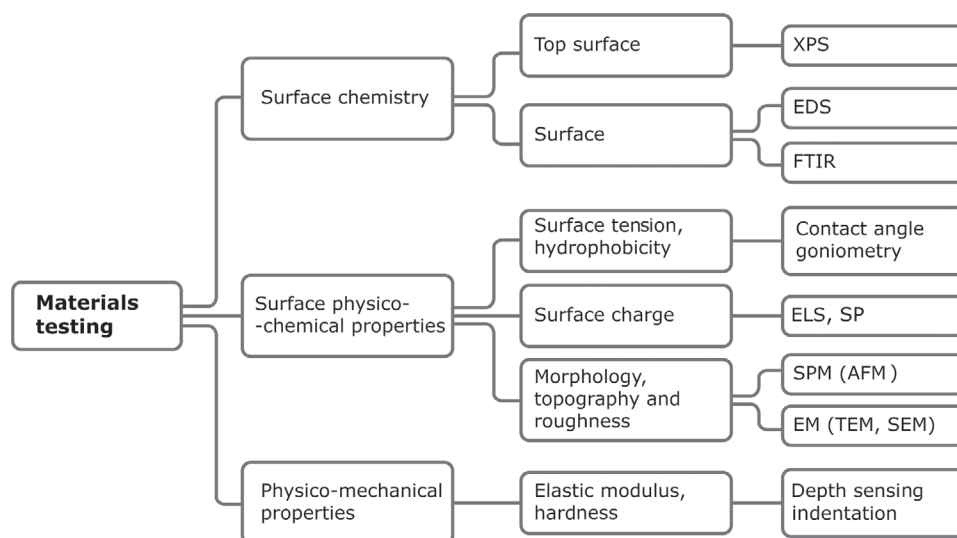 Materials
testing
Surface chemistry
Top surface
XPS
Surface
EDS
FTIR
Surface physico-
-chemical properties
Surface tension,
hydrophobicity
Contact angle
goniometry
Surface charge
ELS, SP
Morphology,
topography and
roughness
SPM (AFM)
EM (TEM, SEM)
Physico-mechanical
properties
Elastic modulus,
hardness
Depth sensing
indentation